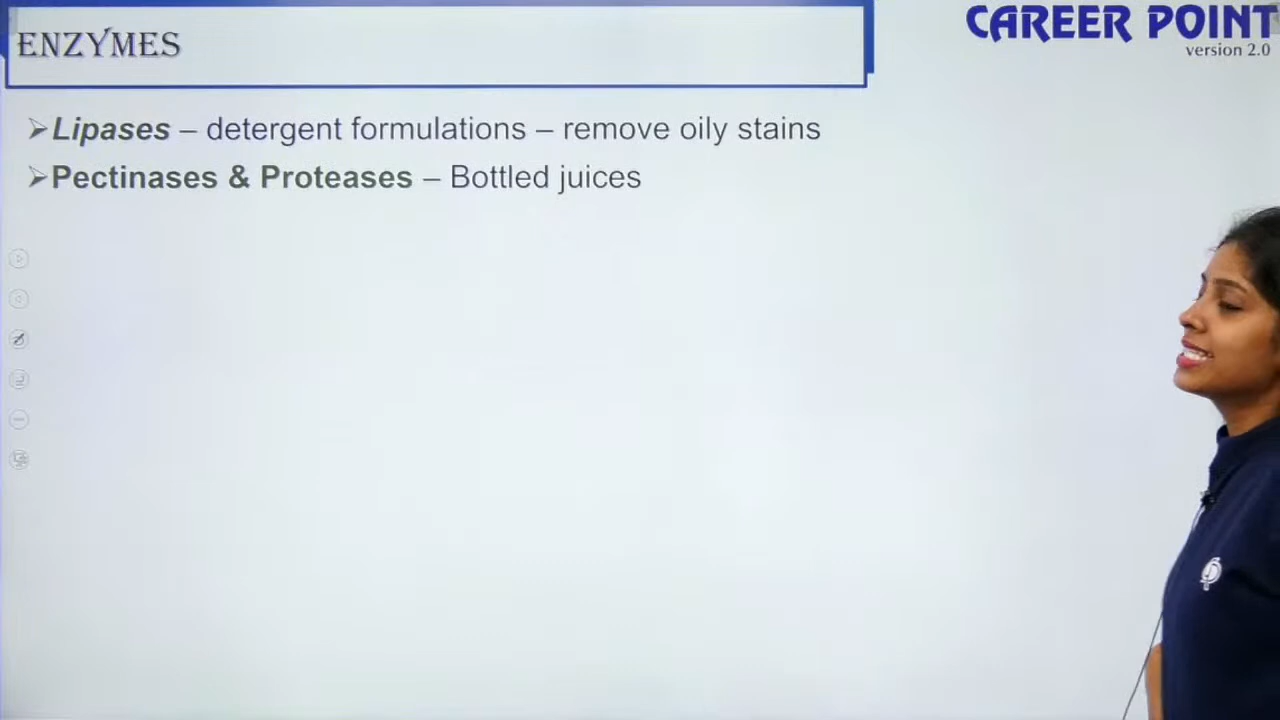 ENZYMES
CAREER POINT
version 2.0
➢Lipases – detergent formulations – remove oily stains
➢Pectinases & Proteases – Bottled juices